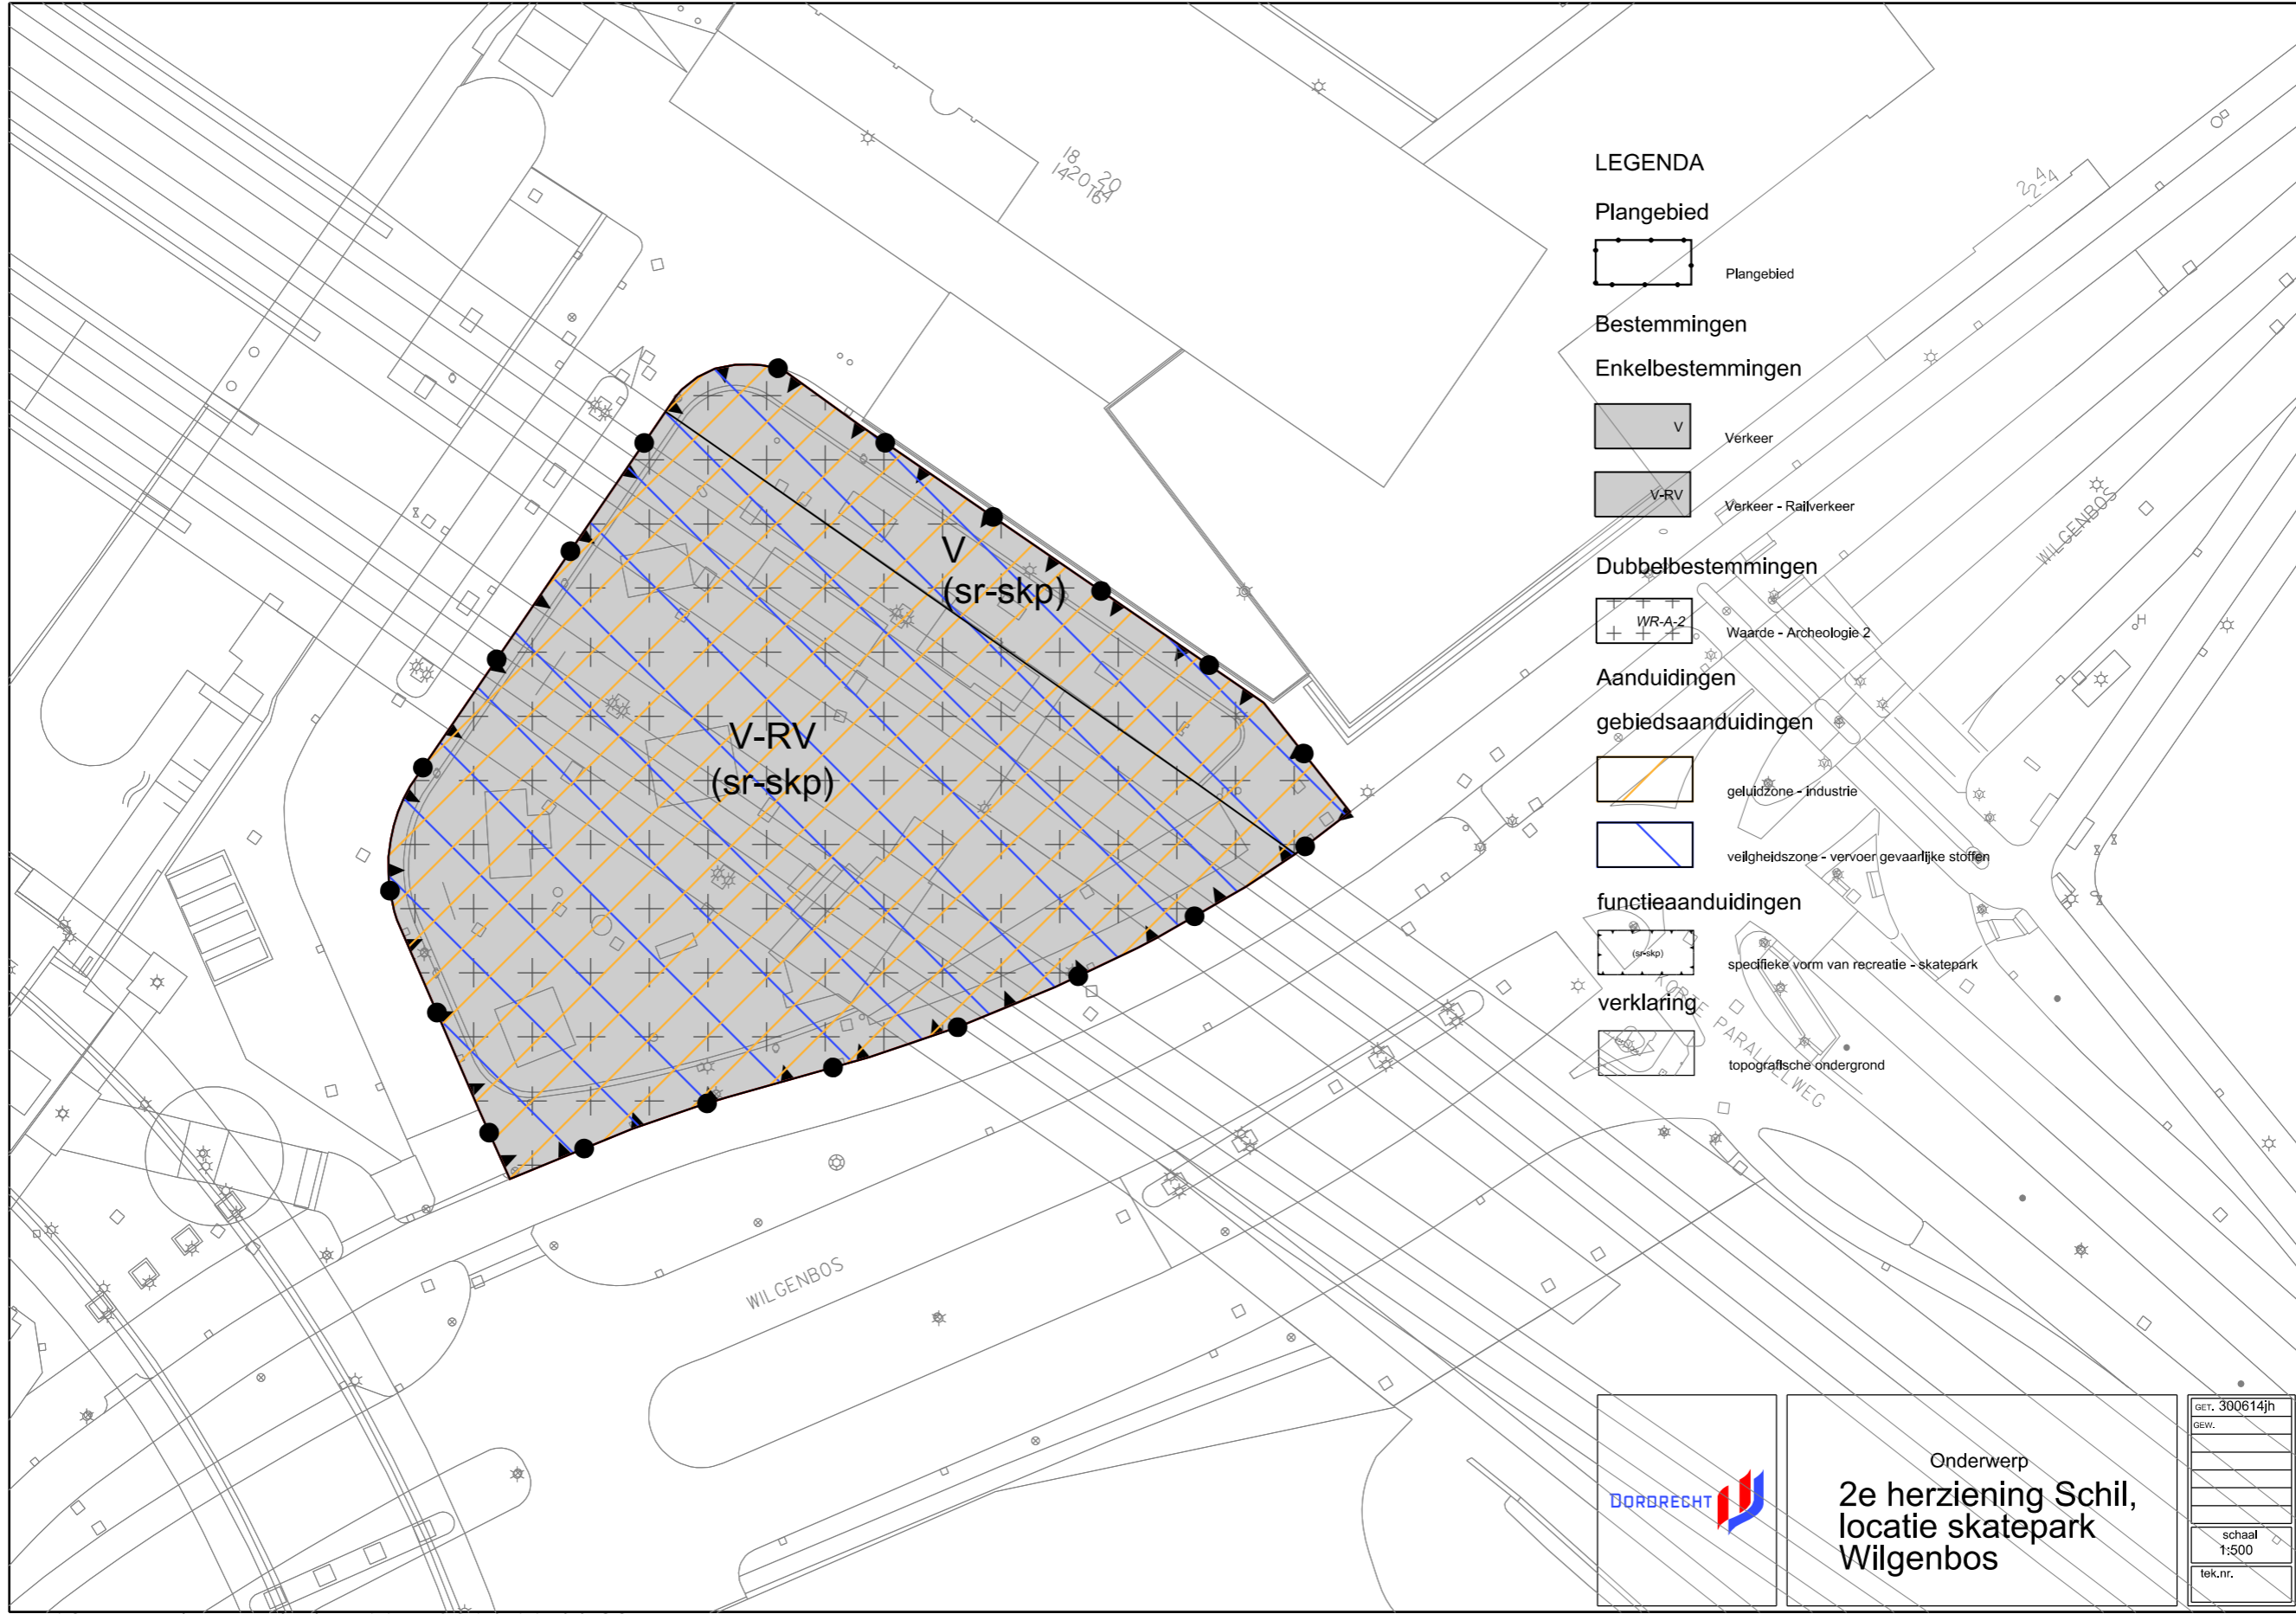 LEGENDA
Plangebied
Plangebied
Bestemmingen
Enkelbestemmingen
V
Verkeer
V-RV
Verkeer - Railverkeer
Dubbelbestemmingen
WR-A-2
Waarde - Archeologie 2
Aanduidingen
gebiedsaanduidingen
geluidzone - industrie
veiligheidszone - vervoer gevaarlijke stoffen
functieaanduidingen
(sr-skp)
specifieke vorm van recreatie - skatepark
verklaring
topografische ondergrond
V
(sr-skp)
V-RV
(sr-skp)
WILGENBOS
WILGENBOS
KORTE PARALLELWEG
H
DORDRECHT
Onderwerp
2e herziening Schil,
locatie skatepark
Wilgenbos
GET. 300614jh
GEW.
schaal
1:500
tek.nr.